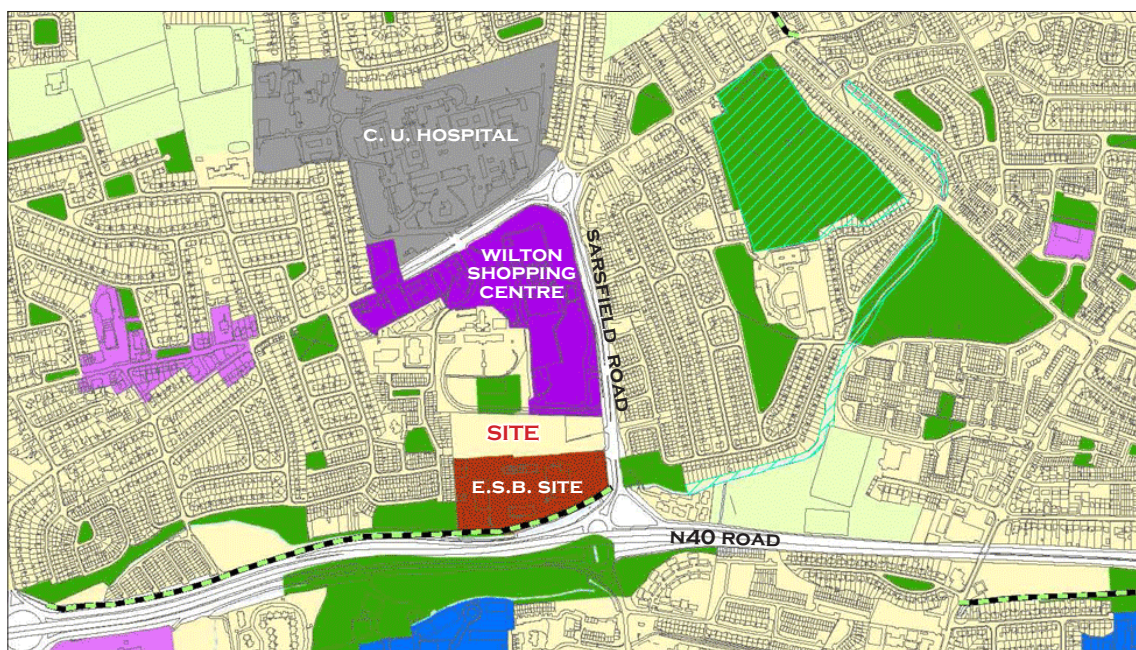 C. U. HOSPITAL
WILTON
SHOPPING
CENTRE
SARSFIELD ROAD
SITE
E.S.B. SITE
N40 ROAD